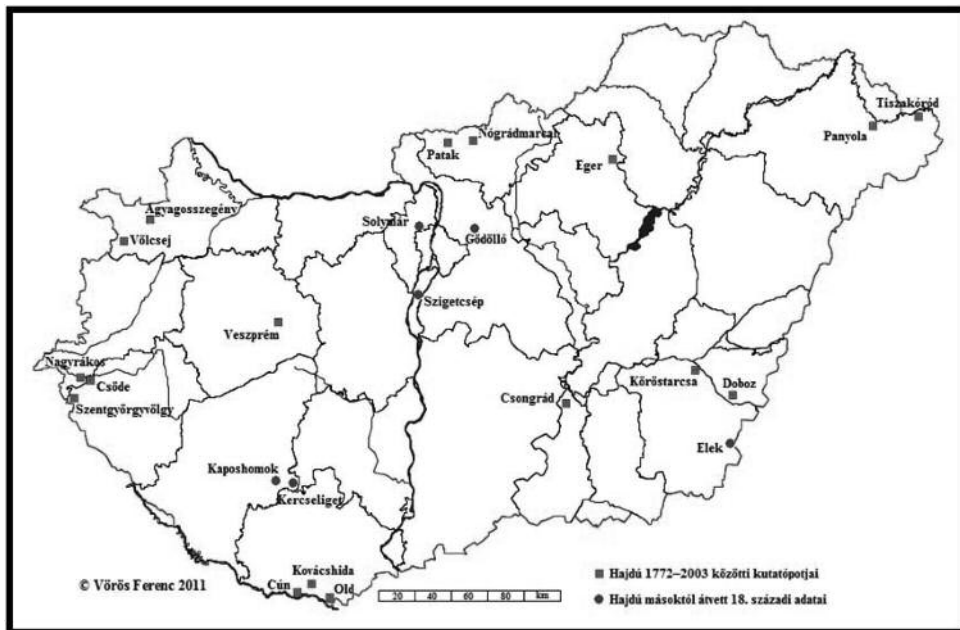 Tiszakóród
Nógrádmarcal
Panyola
Patak
Eger
Agyagosszegény
Solymár
Gödöllő
Völcsej
Szigetcsép
Veszprém
Nagyrákos
Csöde
Köröstarcsa
Doboz
Szentgyörgyvölgy
Csongrád
Elek
Kaposhomok
Kercseliget
© Vörös Ferenc 2011
Kovácshida
Cún
Old
20 40 60 80 km
■ Hajdú 1772–2003 közötti kutatópotjai
● Hajdú másoktól átvett 18. századi adatai